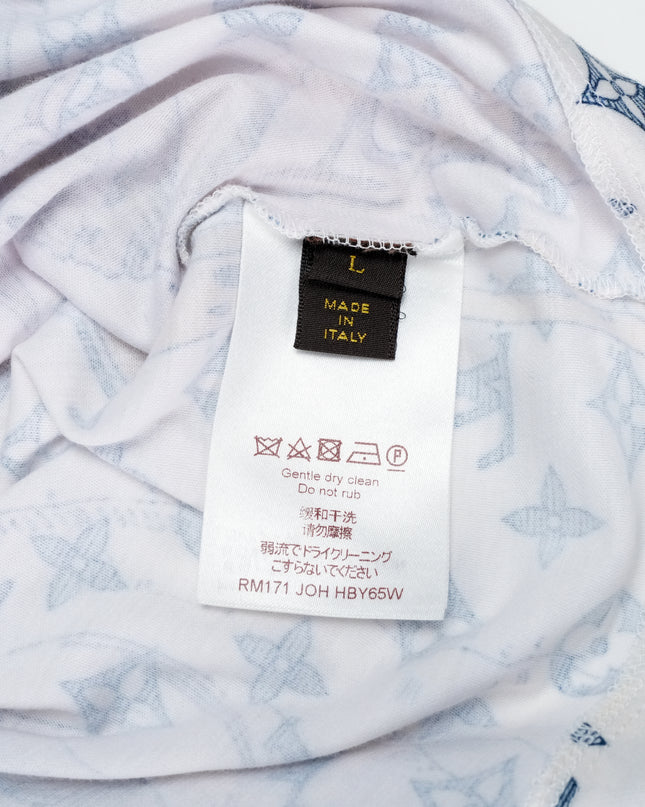 L
MADE
IN
ITALY
P
Gentle dry clean
Do not rub
缓和干洗
请勿摩擦
弱流でドライクリーニング
こすらないでください
RM171 JOH HBY65W